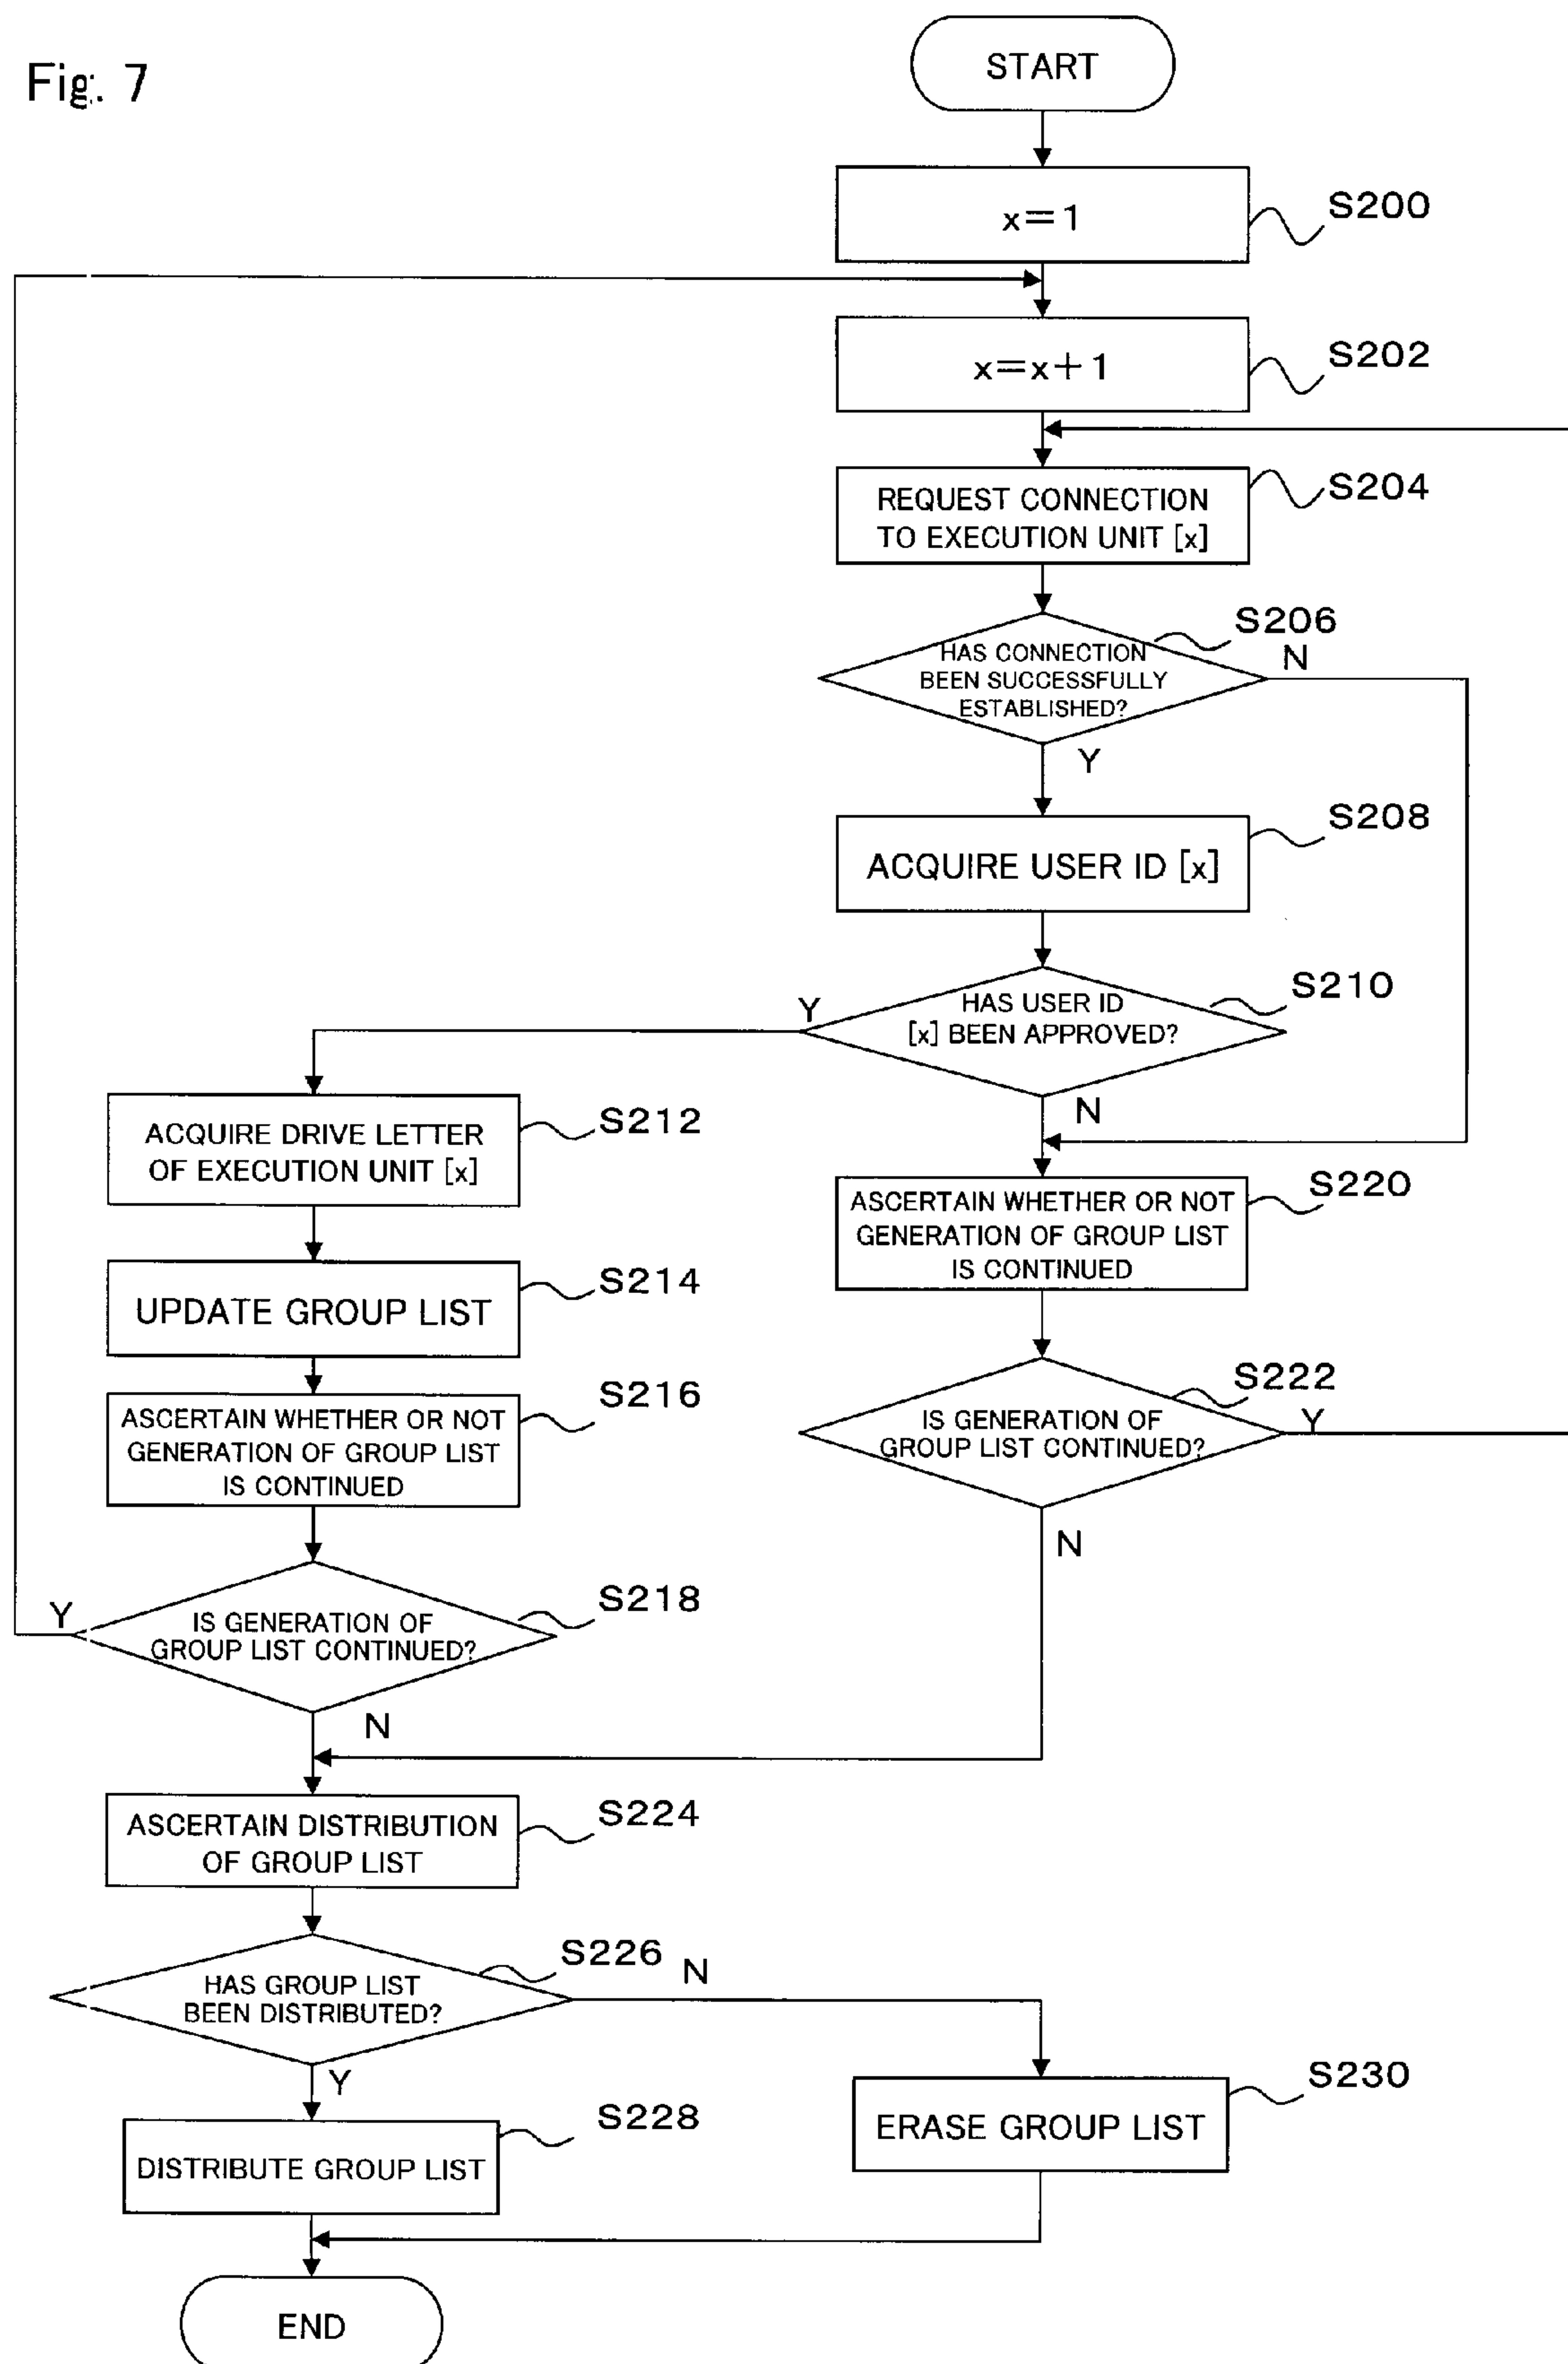 Fig. 7
START
x=1
S200
x=x+1
S202
REQUEST CONNECTION
TO EXECUTION UNIT [x]
S204
HAS CONNECTION
BEEN SUCCESSFULLY
ESTABLISHED?
S206
N
Y
ACQUIRE USER ID [x]
S208
HAS USER ID
[x] BEEN APPROVED?
S210
Y
N
ACQUIRE DRIVE LETTER
OF EXECUTION UNIT [x]
S212
UPDATE GROUP LIST
S214
ASCERTAIN WHETHER OR NOT
GENERATION OF GROUP LIST
IS CONTINUED
S216
IS GENERATION OF
GROUP LIST CONTINUED?
S218
Y
N
ASCERTAIN WHETHER OR NOT
GENERATION OF GROUP LIST
IS CONTINUED
S220
IS GENERATION OF
GROUP LIST CONTINUED?
S222
Y
N
ASCERTAIN DISTRIBUTION
OF GROUP LIST
S224
HAS GROUP LIST
BEEN DISTRIBUTED?
S226
N
Y
DISTRIBUTE GROUP LIST
S228
ERASE GROUP LIST
S230
END